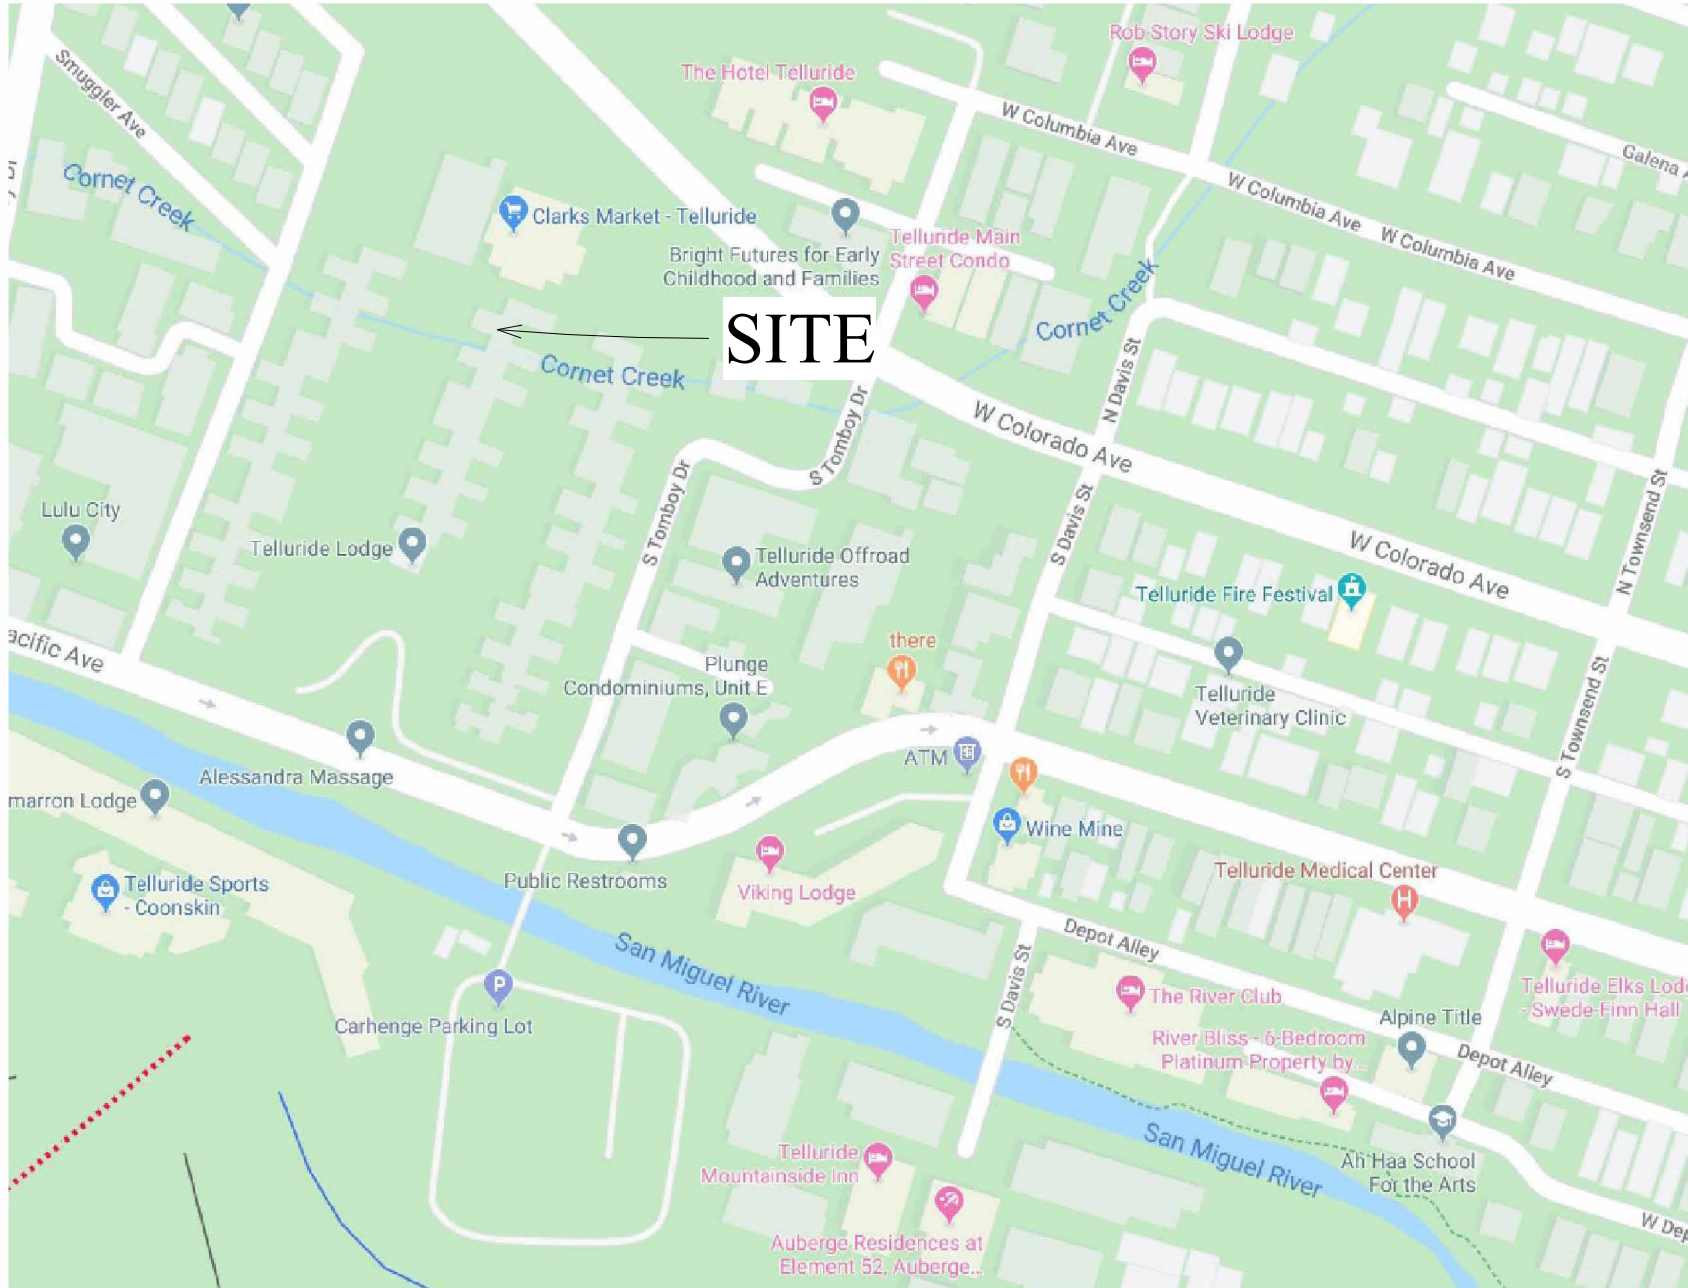 Rob Story Ski Lodge
The Hotel Telluride
Smuggler Ave
W Columbia Ave
Galena
Cornet Creek
W Columbia Ave
W Columbia Ave
Clarks Market - Telluride
Bright Futures for Early
Childhood and Families
Telluride Main
Street Condo
Cornet Creek
SITE
Cornet Creek
N Davis St
W Colorado Ave
S Tomboy Dr
S Tomboy Dr
Lulu City
Telluride Lodge
S Davis St
N Townsend St
W Colorado Ave
Telluride Offroad
Adventures
Telluride Fire Festival
there
acific Ave
Plunge
Condominiums, Unit E
Telluride
Veterinary Clinic
S Townsend St
ATM
Alessandra Massage
marron Lodge
Wine Mine
Public Restrooms
Viking Lodge
Telluride Medical Center
H
Telluride Sports
- Coonskin
San Miguel River
Depot Alley
S Davis St
P
Carhenge Parking Lot
The River Club
Telluride Elks Lod
- Swede-Finn Hall
Alpine Title
River Bliss - 6-Bedroom
Platinum Property by...
Depot Alley
San Miguel River
Ah Haa School
For the Arts
Telluride
Mountainside Inn
W Dep
Auberge Residences at
Element 52, Auberge...